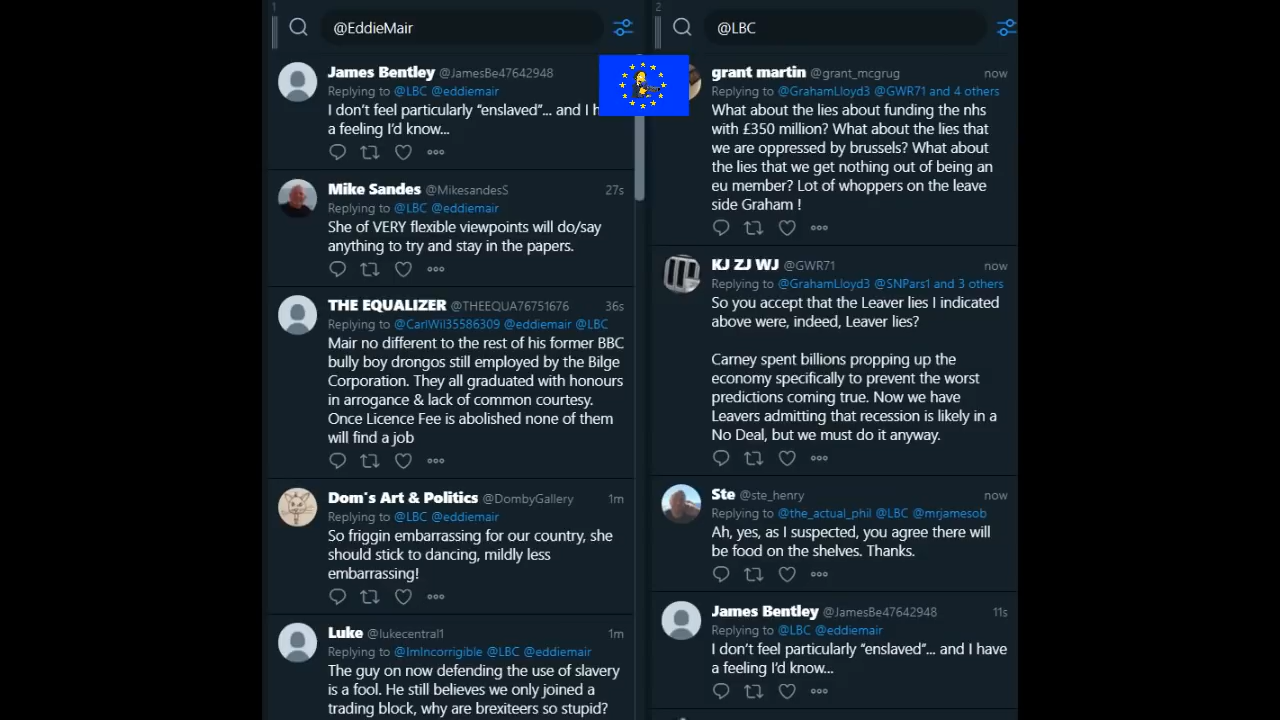 1
@EddieMair
James Bentley @JamesBe47642948
Replying to @LBC @eddiemair
I don’t feel particularly “enslaved”... and I h
a feeling I’d know...
Mike Sandes @MikesandesS 27s
Replying to @LBC @eddiemair
She of VERY flexible viewpoints will do/say
anything to try and stay in the papers.
THE EQUALIZER @THEEQUA76751676 36s
Replying to @CarlWil35586309 @eddiemair @LBC
Mair no different to the rest of his former BBC
bully boy drongos still employed by the Bilge
Corporation. They all graduated with honours
in arrogance & lack of common courtesy.
Once Licence Fee is abolished none of them
will find a job
Dom´s Art & Politics @DombyGallery 1m
Replying to @LBC @eddiemair
So friggin embarrassing for our country, she
should stick to dancing, mildly less
embarrassing!
Luke @lukecentral1 1m
Replying to @ImIncorrigible @LBC @eddiemair
The guy on now defending the use of slavery
is a fool. He still believes we only joined a
trading block, why are brexiteers so stupid?
2
@LBC
grant martin @grant_mcgrug now
Replying to @GrahamLloyd3 @GWR71 and 4 others
What about the lies about funding the nhs
with £350 million? What about the lies that
we are oppressed by brussels? What about
the lies that we get nothing out of being an
eu member? Lot of whoppers on the leave
side Graham !
KJ ZJ WJ @GWR71 now
Replying to @GrahamLloyd3 @SNPars1 and 3 others
So you accept that the Leaver lies I indicated
above were, indeed, Leaver lies?
Carney spent billions propping up the
economy specifically to prevent the worst
predictions coming true. Now we have
Leavers admitting that recession is likely in a
No Deal, but we must do it anyway.
Ste @ste_henry now
Replying to @the_actual_phil @LBC @mrjamesob
Ah, yes, as I suspected, you agree there will
be food on the shelves. Thanks.
James Bentley @JamesBe47642948 11s
Replying to @LBC @eddiemair
I don’t feel particularly “enslaved”... and I have
a feeling I’d know...